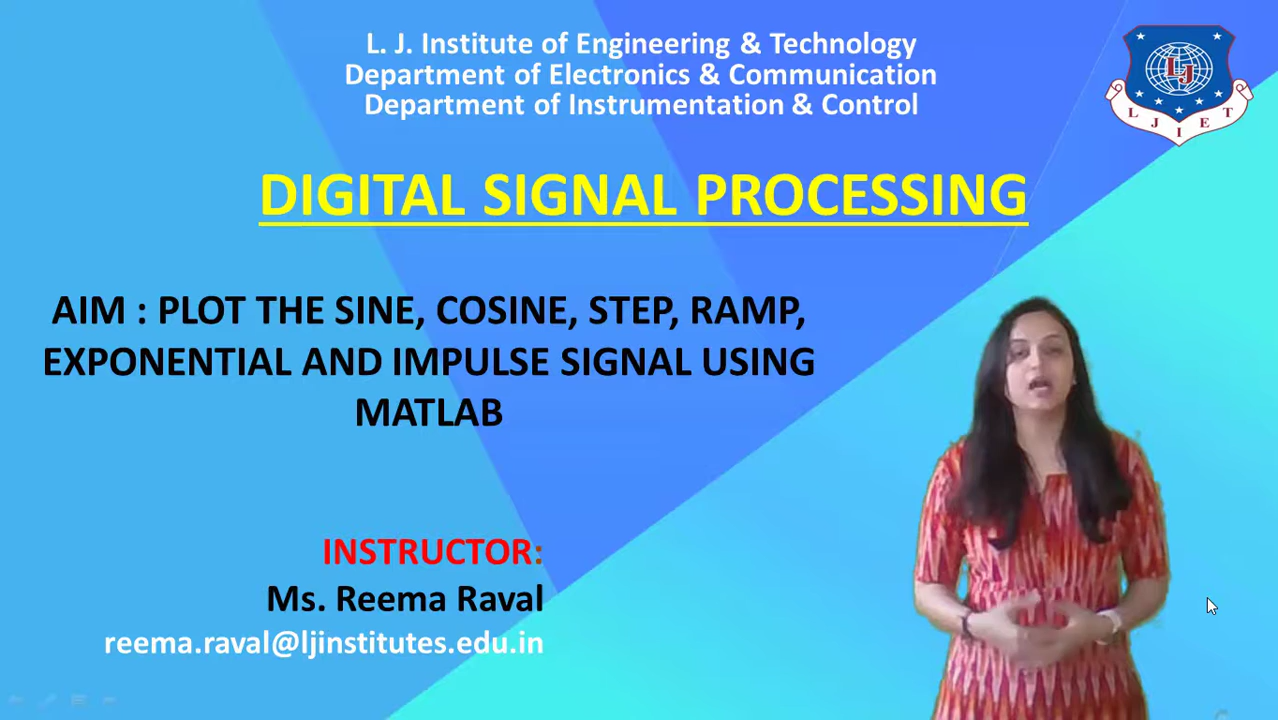 L. J. Institute of Engineering & Technology
Department of Electronics & Communication
Department of Instrumentation & Control
LJ
L J I E T
DIGITAL SIGNAL PROCESSING
AIM : PLOT THE SINE, COSINE, STEP, RAMP,
EXPONENTIAL AND IMPULSE SIGNAL USING
MATLAB
INSTRUCTOR:
Ms. Reema Raval
reema.raval@ljinstitutes.edu.in